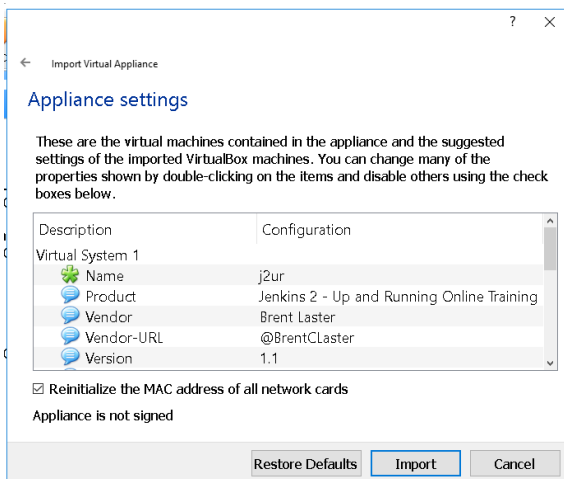 ?
Import Virtual Appliance
Appliance settings
These are the virtual machines contained in the appliance and the suggested
settings of the imported VirtualBox machines. You can change many of the
properties shown by double-clicking on the items and disable others using the check
boxes below.
Description Configuration
Virtual System 1
Name j2ur
Product Jenkins 2 - Up and Running Online Training
Vendor Brent Laster
Vendor-URL @BrentCLaster
Version 1.1
Reinitialize the MAC address of all network cards
Appliance is not signed
Restore Defaults Import Cancel